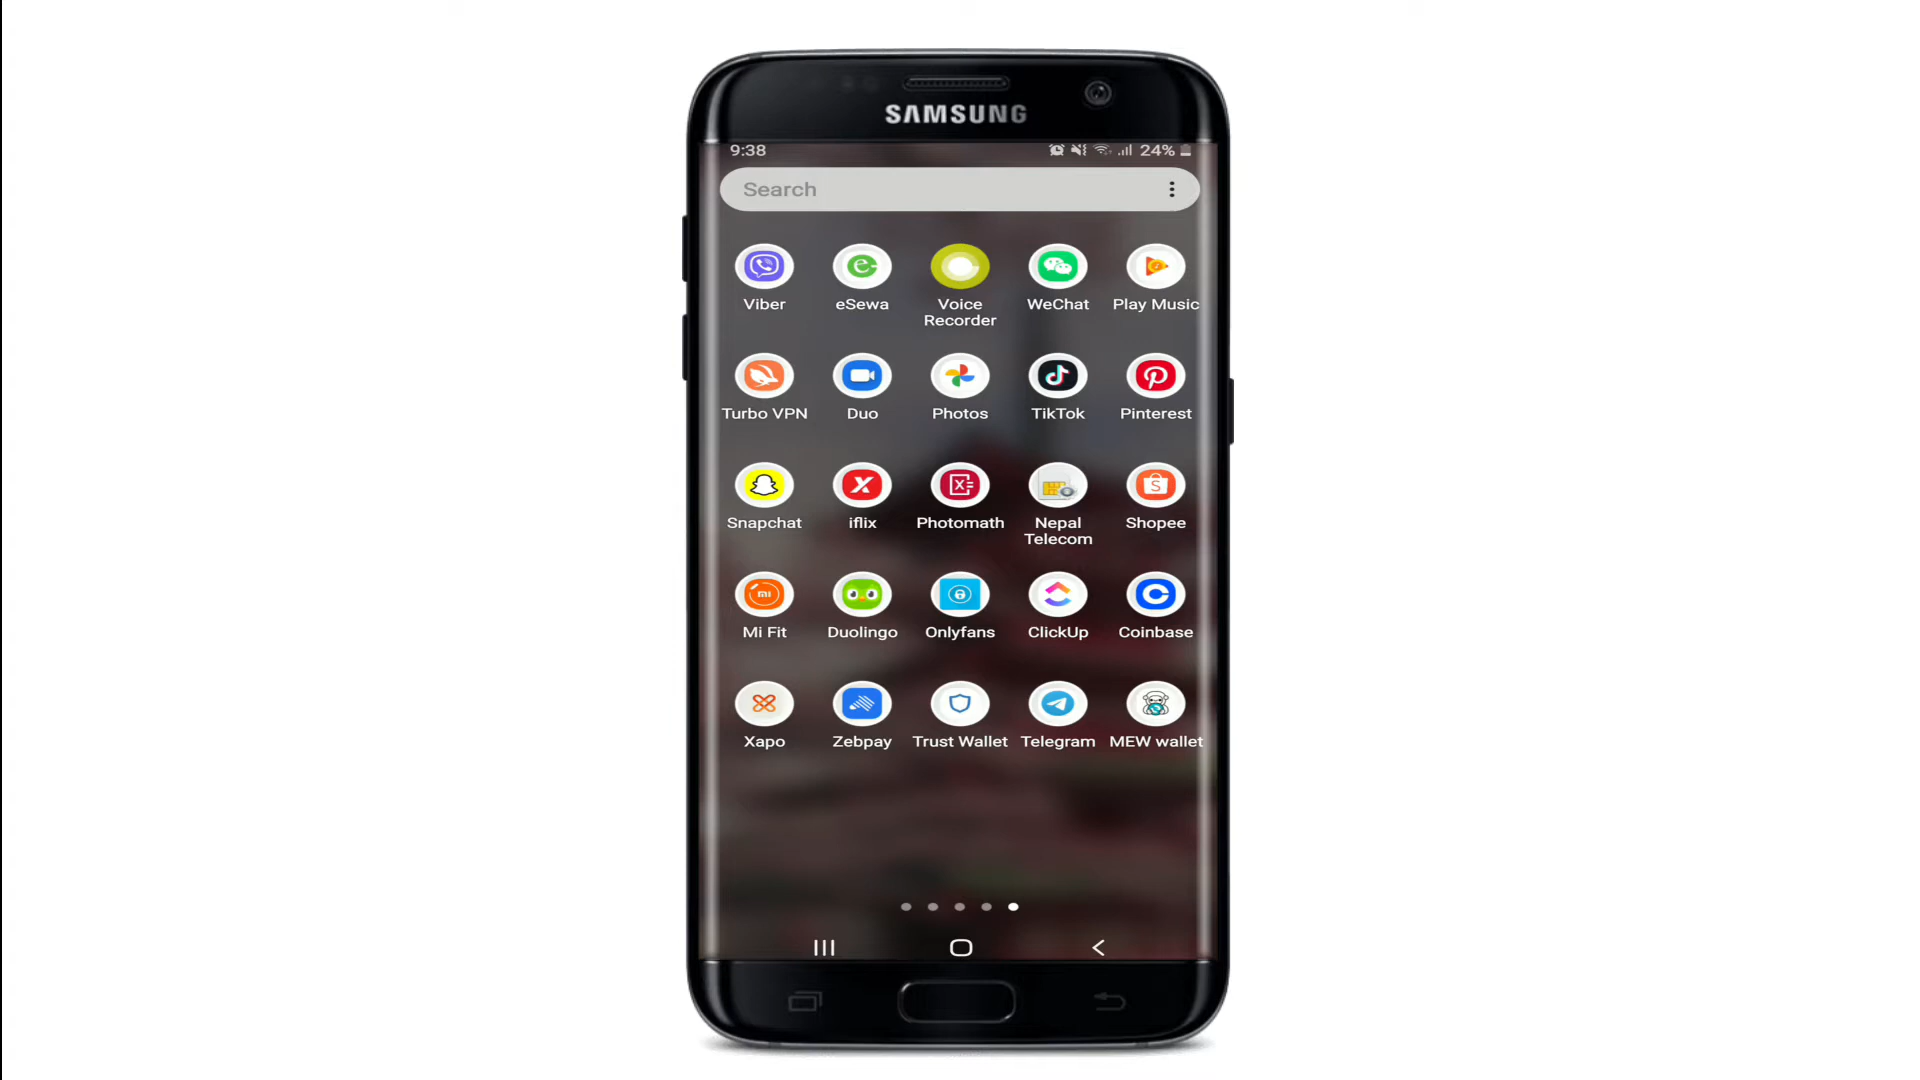 SAMSUNG
9:38 24%
Search
Viber eSewa Voice Recorder WeChat Play Music
Turbo VPN Duo Photos TikTok Pinterest
Snapchat iflix Photomath Nepal Telecom Shopee
mi
Mi Fit Duolingo Onlyfans ClickUp Coinbase
Xapo Zebpay Trust Wallet Telegram MEW wallet